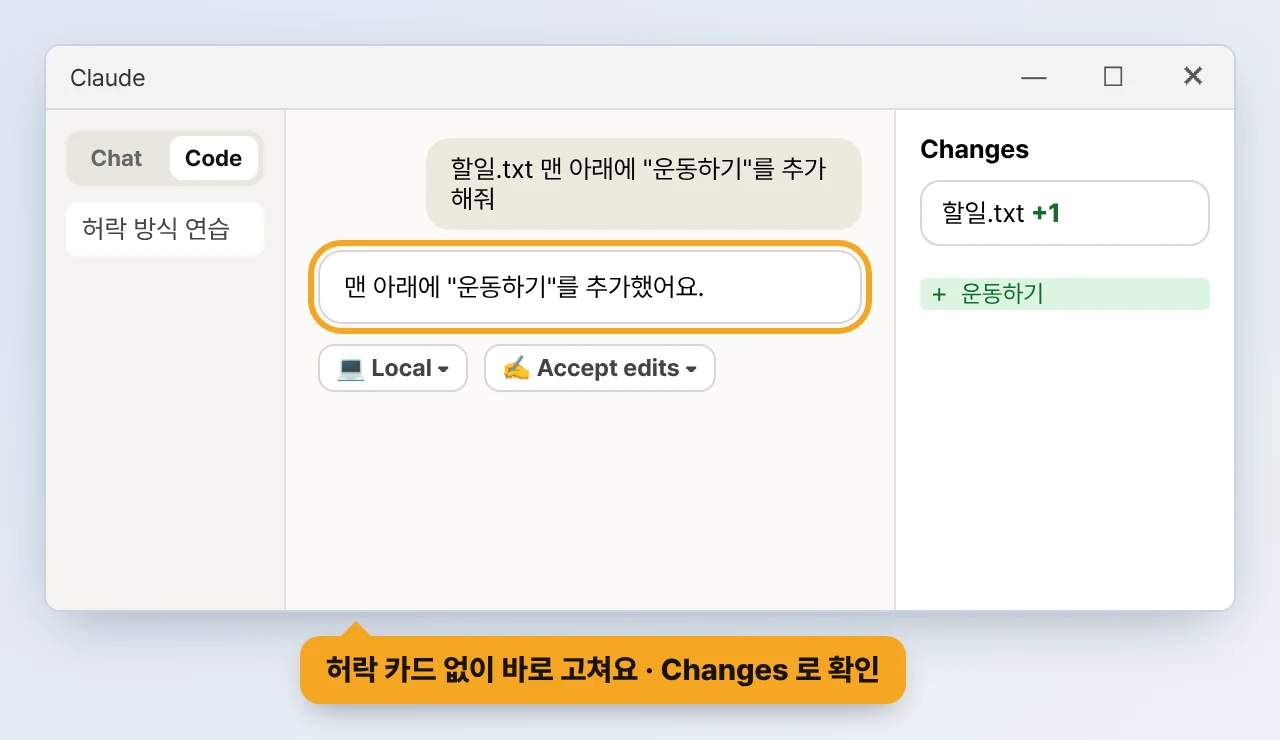 Claude
Chat
Code
허락 방식 연습
할일.txt 맨 아래에 "운동하기"를 추가
해줘
맨 아래에 "운동하기"를 추가했어요.
💻 Local ▾
✍️ Accept edits ▾
Changes
할일.txt +1
+ 운동하기
허락 카드 없이 바로 고쳐요 · Changes 로 확인